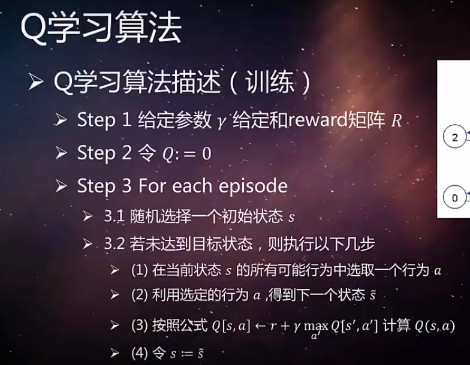 Q学习算法
Q学习算法描述（训练）
Step 1 给定参数 γ 给定和reward矩阵 R
Step 2 令 Q:= 0
Step 3 For each episode
3.1 随机选择一个初始状态 s
3.2 若未达到目标状态，则执行以下几步
(1) 在当前状态 s 的所有可能行为中选取一个行为 a
(2) 利用选定的行为 a ,得到下一个状态 s̃
(3) 按照公式 Q[s,a] ← r + γ max_{a'} Q[s',a'] 计算 Q(s,a)
(4) 令 s ≔ s̃
2
0